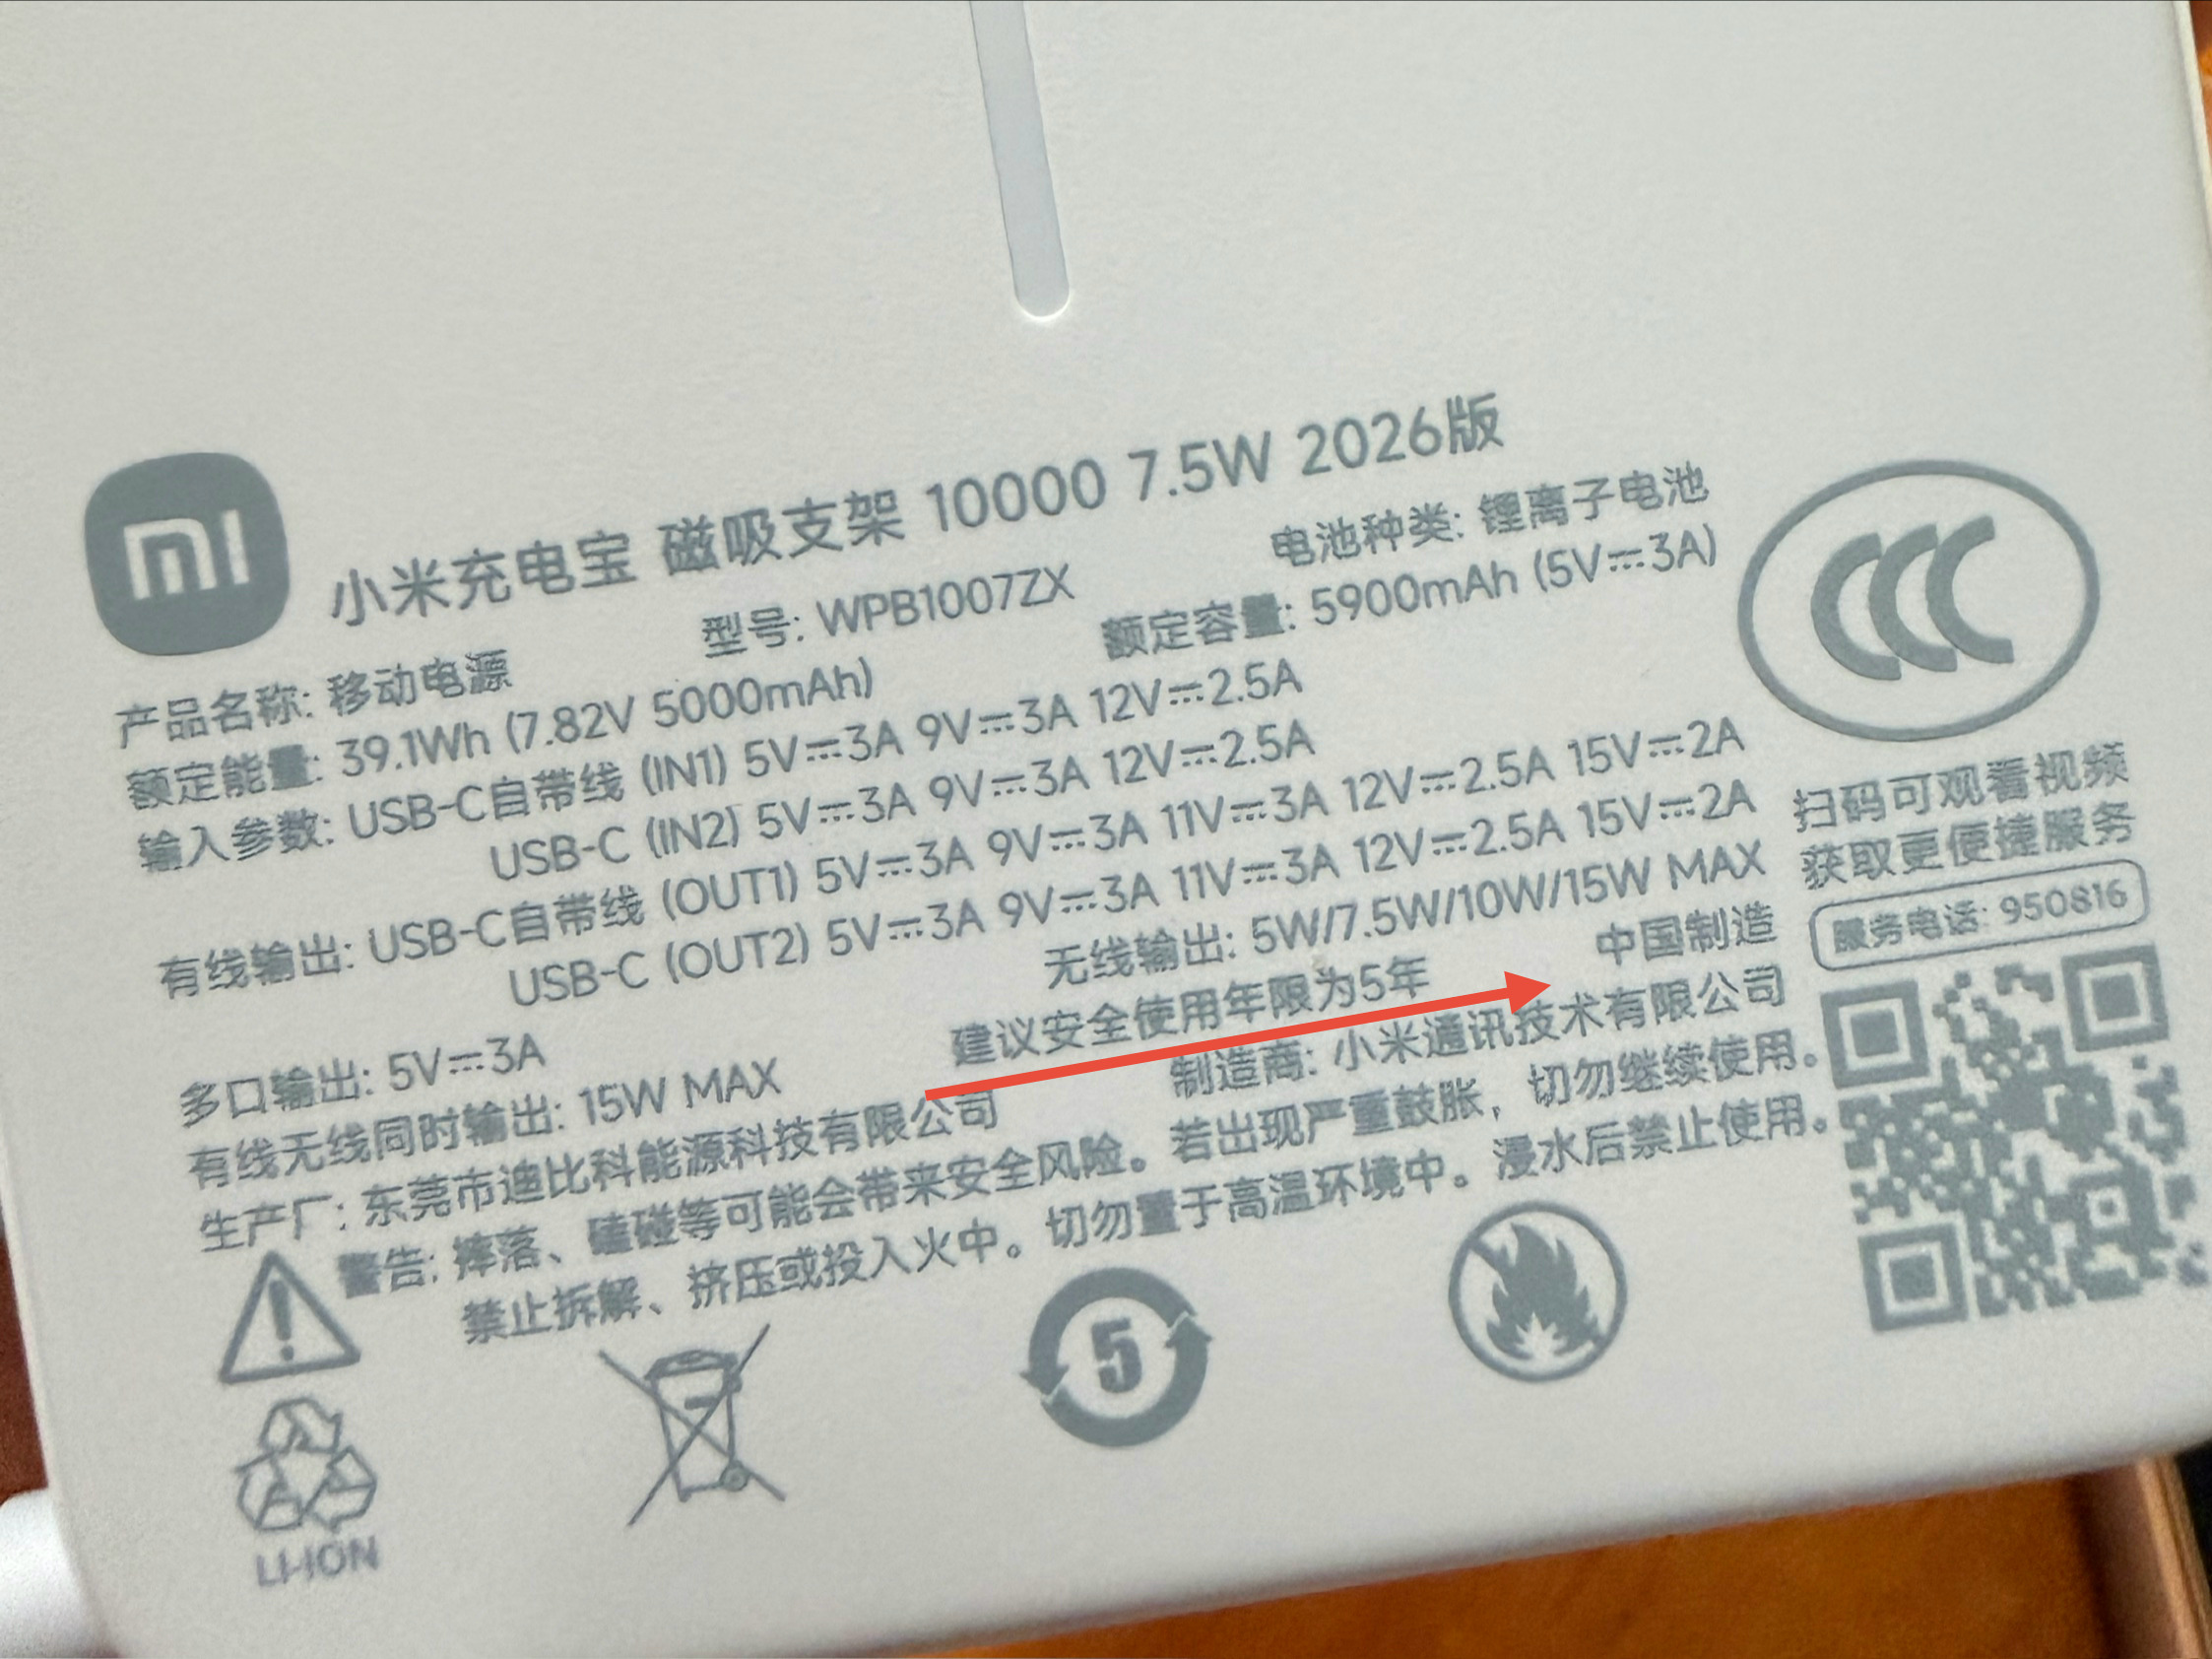 mi
小米充电宝 磁吸支架 10000 7.5W 2026版
产品名称: 移动电源 型号: WPB1007ZX 电池种类: 锂离子电池
额定能量: 39.1Wh (7.82V 5000mAh) 额定容量: 5900mAh (5V⎓3A)
输入参数: USB-C自带线 (IN1) 5V⎓3A 9V⎓3A 12V⎓2.5A
USB-C (IN2) 5V⎓3A 9V⎓3A 12V⎓2.5A
有线输出: USB-C自带线 (OUT1) 5V⎓3A 9V⎓3A 11V⎓3A 12V⎓2.5A 15V⎓2A
USB-C (OUT2) 5V⎓3A 9V⎓3A 11V⎓3A 12V⎓2.5A 15V⎓2A
多口输出: 5V⎓3A 无线输出: 5W/7.5W/10W/15W MAX
有线无线同时输出: 15W MAX 建议安全使用年限为5年 中国制造
生产厂: 东莞市迪比科能源科技有限公司 制造商: 小米通讯技术有限公司
警告: 摔落、磕碰等可能会带来安全风险。若出现严重鼓胀，切勿继续使用。
禁止拆解、挤压或投入火中。切勿置于高温环境中。浸水后禁止使用。
CCC
扫码可观看视频
获取更便捷服务
服务电话: 950816
5
LI-ION